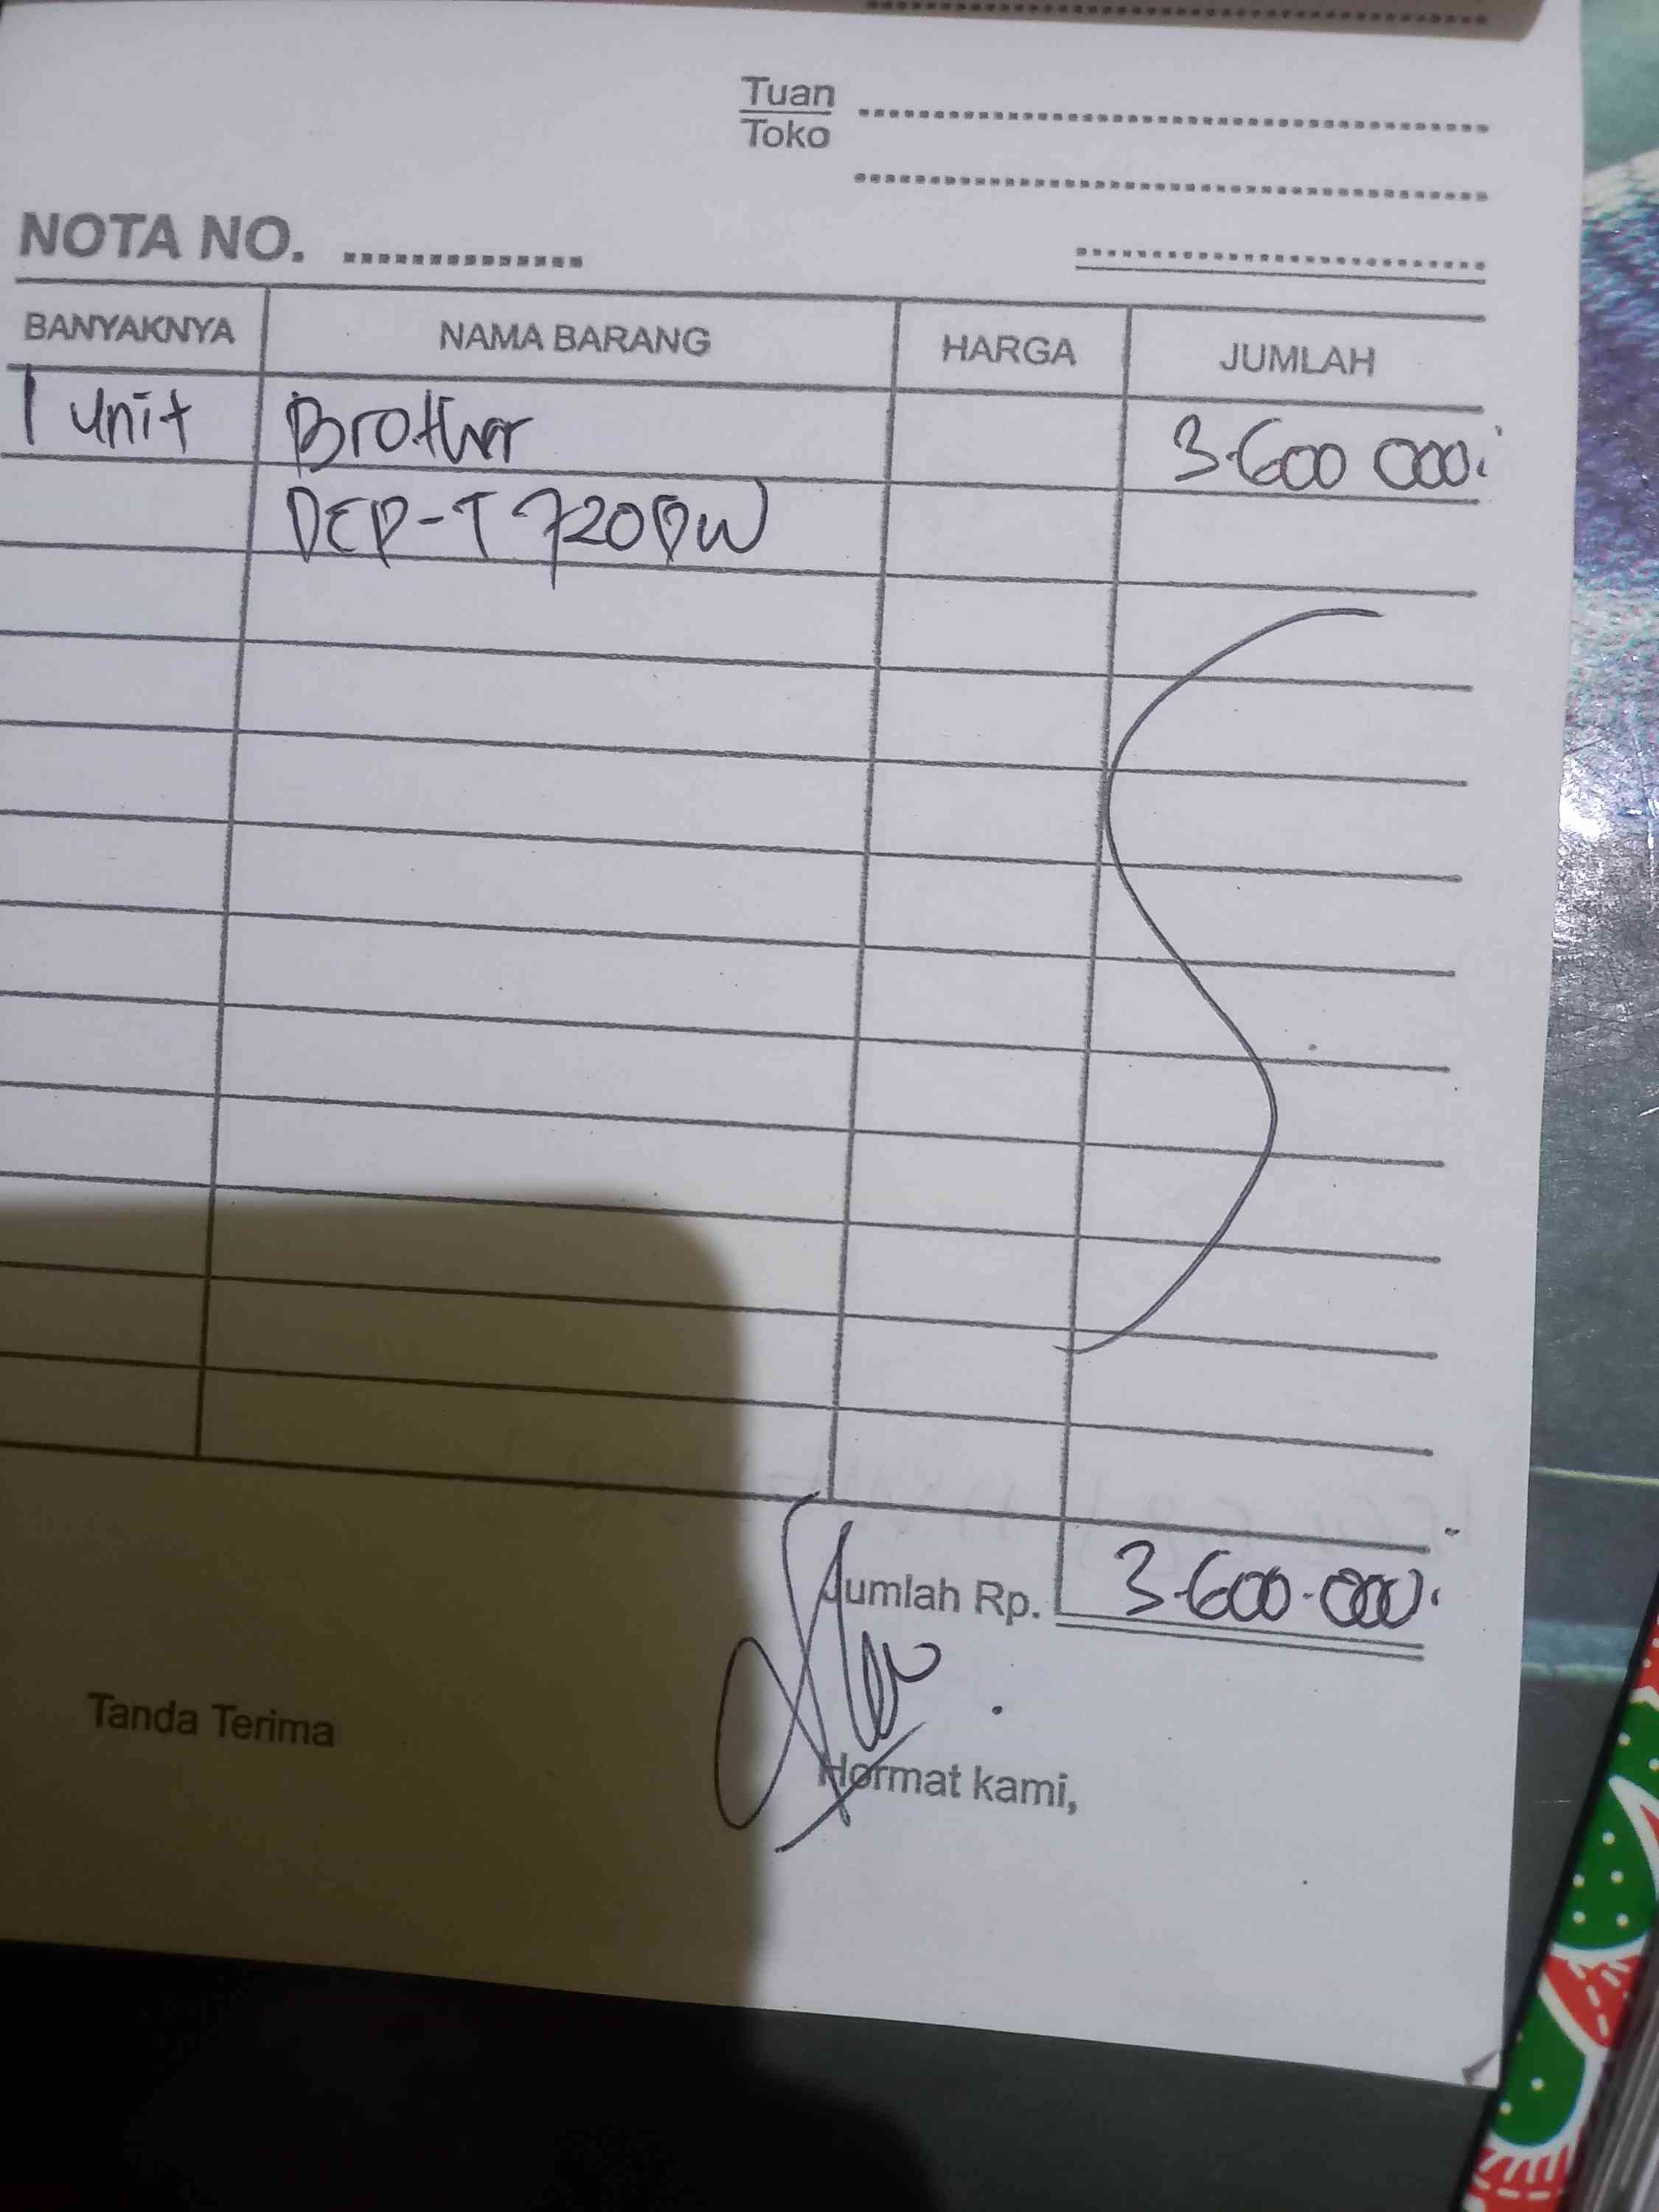 Tuan
Toko
NOTA NO.
BANYAKNYA NAMA BARANG HARGA JUMLAH
1 unit Brother 3.600 000.
DCP-T720DW
Jumlah Rp. 3.600.000.
Tanda Terima
Hormat kami,